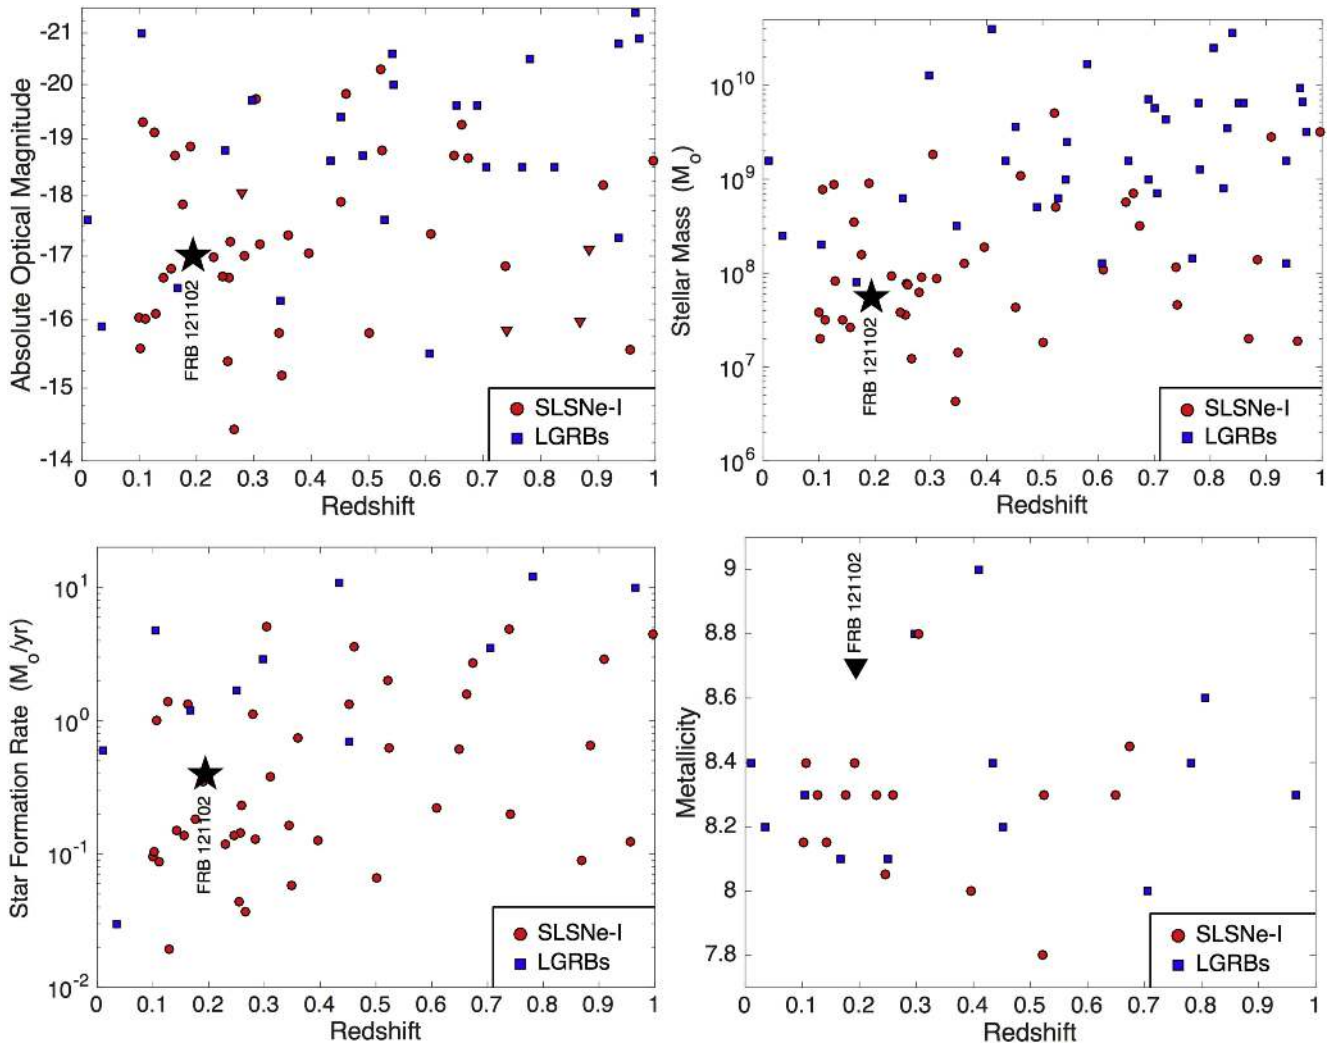 -21
-20
-19
-18
-17
-16
-15
-14
Absolute Optical Magnitude
FRB 121102
SLSNe-I
LGRBs
0 0.1 0.2 0.3 0.4 0.5 0.6 0.7 0.8 0.9 1
Redshift
10^10
10^9
10^8
10^7
10^6
Stellar Mass (M_o)
FRB 121102
SLSNe-I
LGRBs
0 0.1 0.2 0.3 0.4 0.5 0.6 0.7 0.8 0.9 1
Redshift
10^1
10^0
10^-1
10^-2
Star Formation Rate (M_o/yr)
FRB 121102
SLSNe-I
LGRBs
0 0.1 0.2 0.3 0.4 0.5 0.6 0.7 0.8 0.9 1
Redshift
9
8.8
8.6
8.4
8.2
8
7.8
Metallicity
FRB 121102
SLSNe-I
LGRBs
0 0.1 0.2 0.3 0.4 0.5 0.6 0.7 0.8 0.9 1
Redshift